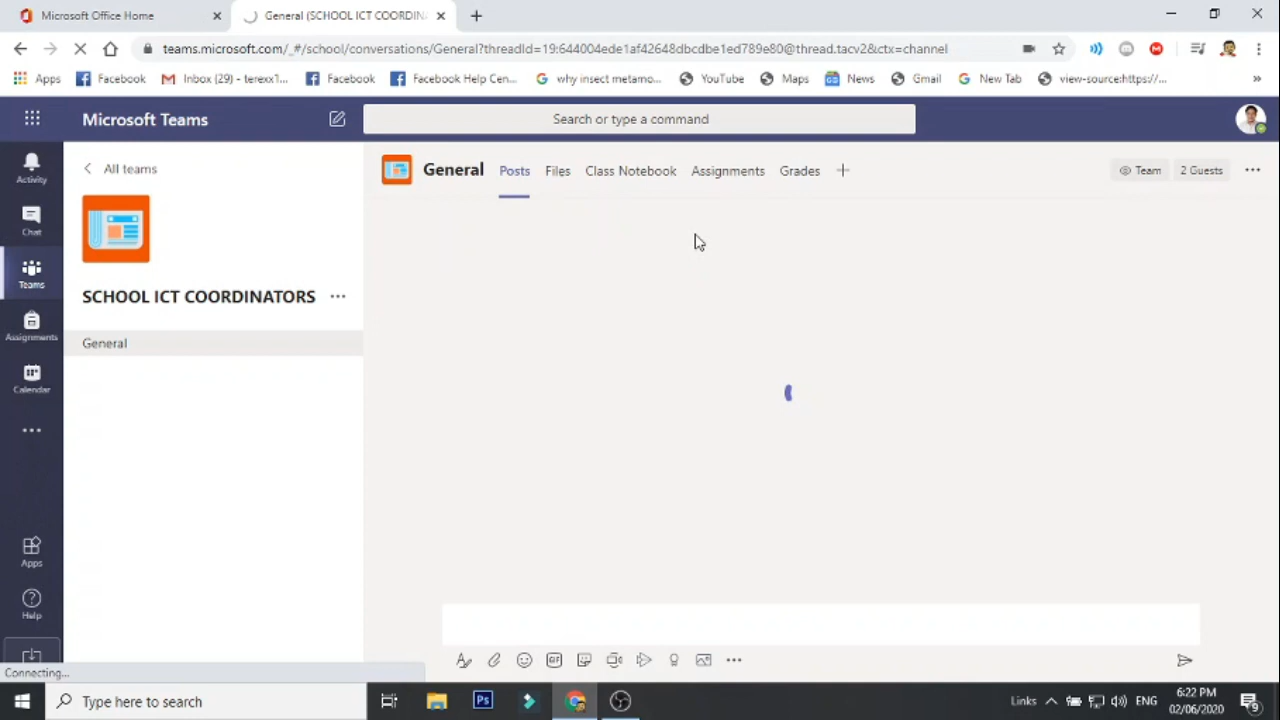 Microsoft Office Home
General (SCHOOL ICT COORDIN
teams.microsoft.com/_#/school/conversations/General?threadId=19:644004ede1af42648dbcdbe1ed789e80@thread.tacv2&ctx=channel
Apps
Facebook
Inbox (29) - terexx1...
Facebook
Facebook Help Cen...
why insect metamo...
YouTube
Maps
News
Gmail
New Tab
view-source:https://...
»
Microsoft Teams
Search or type a command
Activity
Chat
Teams
Assignments
Calendar
Apps
Help
All teams
SCHOOL ICT COORDINATORS
General
General
Posts
Files
Class Notebook
Assignments
Grades
Team
2 Guests
GIF
Connecting...
Type here to search
Ps
Links
ENG
6:22 PM
02/06/2020
9